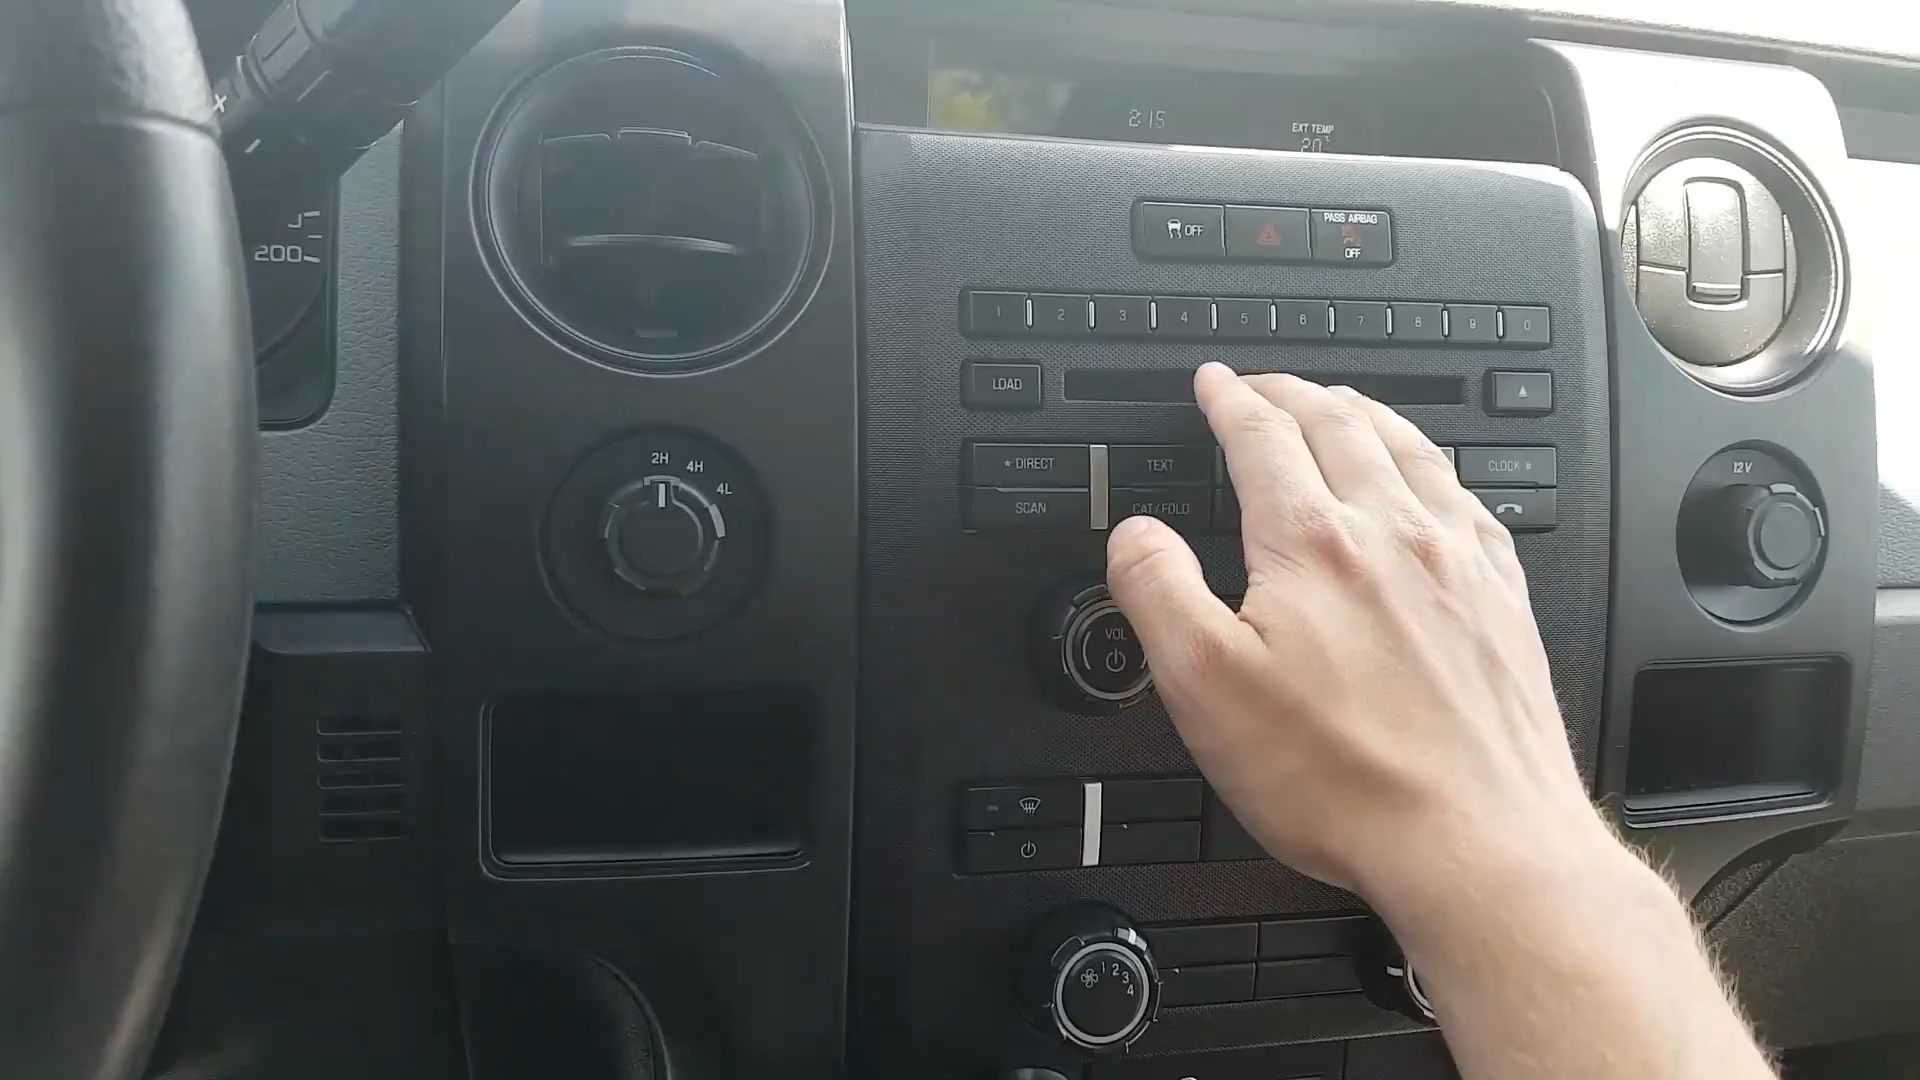 2:15
EXT TEMP
20°
200
OFF
PASS AIRBAG
OFF
1 2 3 4 5 6 7 8 9 0
LOAD
* DIRECT
TEXT
CLOCK #
SCAN
CAT/FOLD
2H
4H
4L
12V
VOL
1
2
3
4